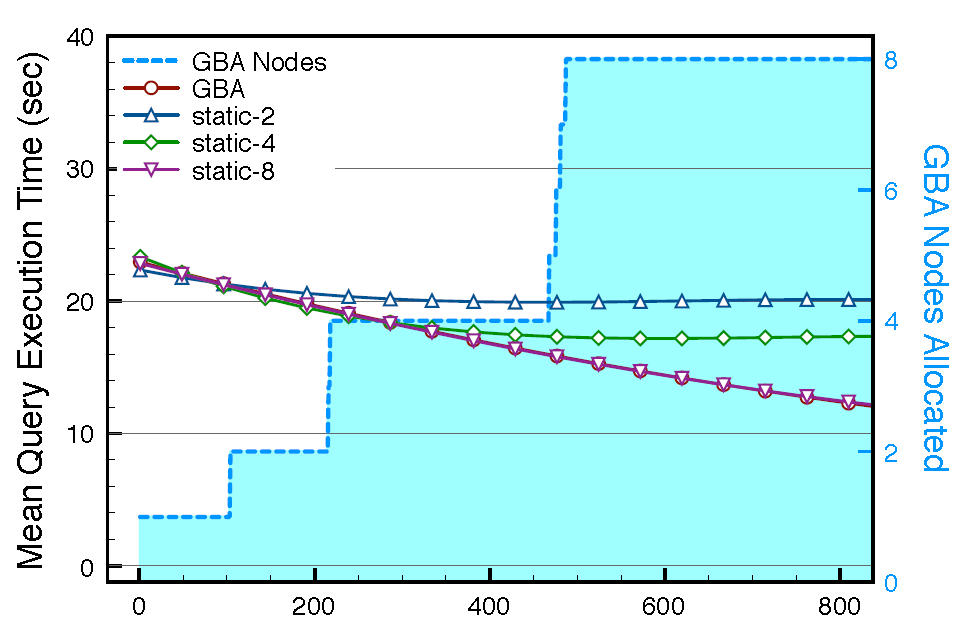 Mean Query Execution Time (sec)
40
30
20
10
0
GBA Nodes
GBA
static-2
static-4
static-8
8
6
4
2
0
GBA Nodes Allocated
0
200
400
600
800